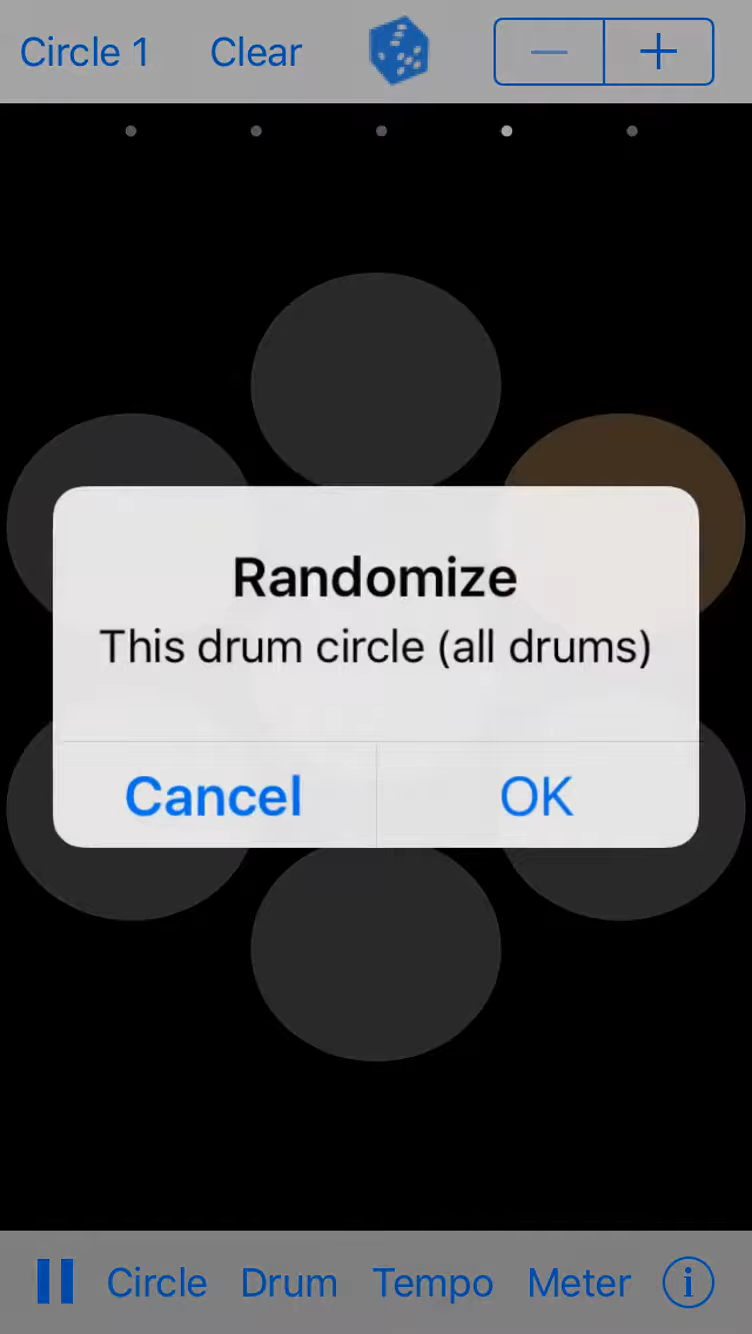 Circle 1 Clear
Randomize
This drum circle (all drums)
Cancel OK
Circle Drum Tempo Meter i